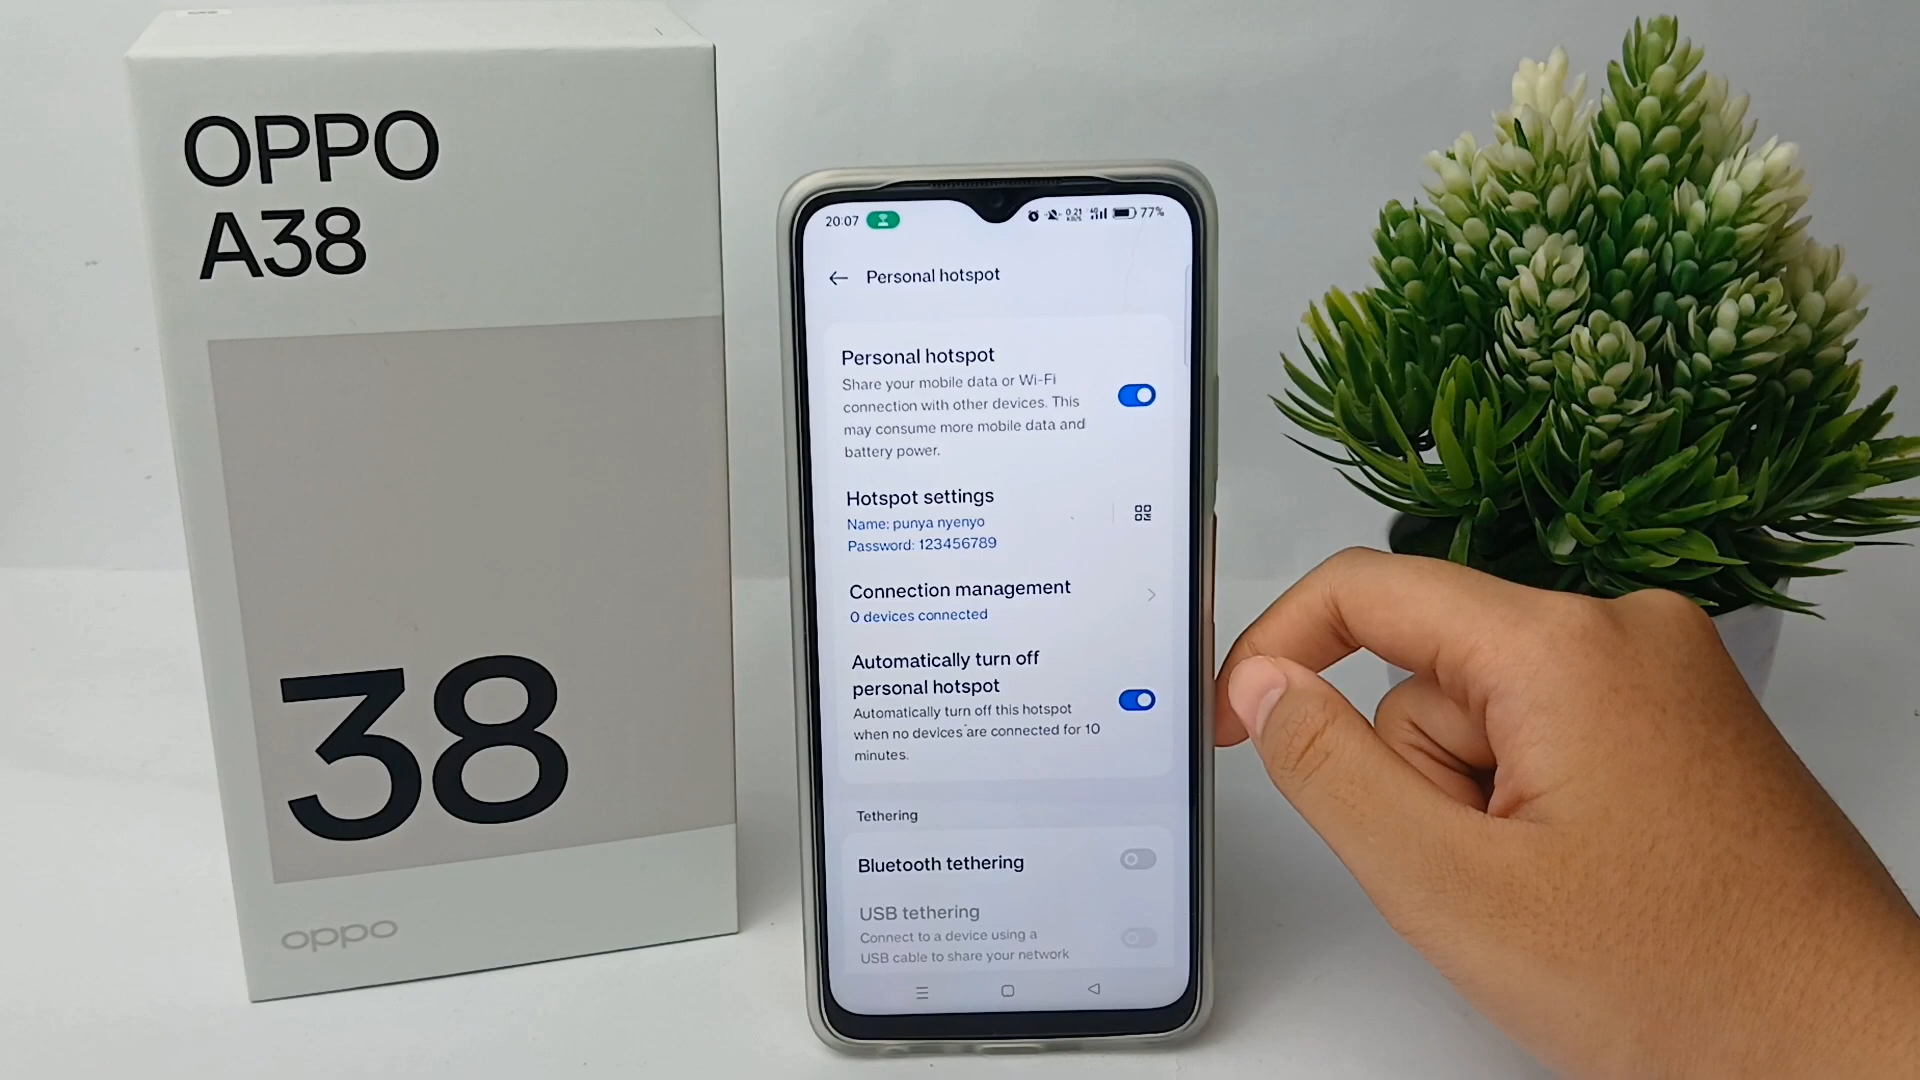 OPPO
A38
38
oppo
20:07
0.21
KB/S
4G
77%
Personal hotspot
Personal hotspot
Share your mobile data or Wi-Fi
connection with other devices. This
may consume more mobile data and
battery power.
Hotspot settings
Name: punya nyenyo
Password: 123456789
Connection management
0 devices connected
Automatically turn off
personal hotspot
Automatically turn off this hotspot
when no devices are connected for 10
minutes.
Tethering
Bluetooth tethering
USB tethering
Connect to a device using a
USB cable to share your network